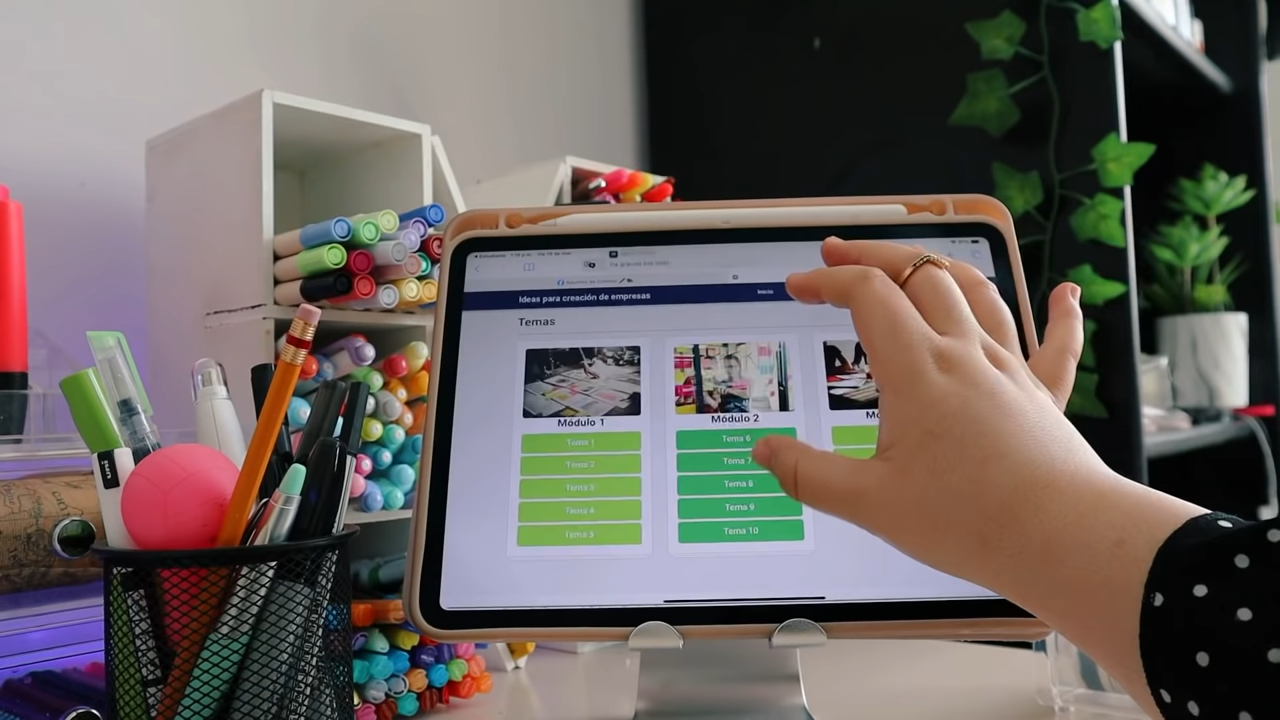 Ideas para creación de empresas
Inicio
Temas
Módulo 1
Tema 1
Tema 2
Tema 3
Tema 4
Tema 5
Módulo 2
Tema 6
Tema 7
Tema 8
Tema 9
Tema 10
Mó